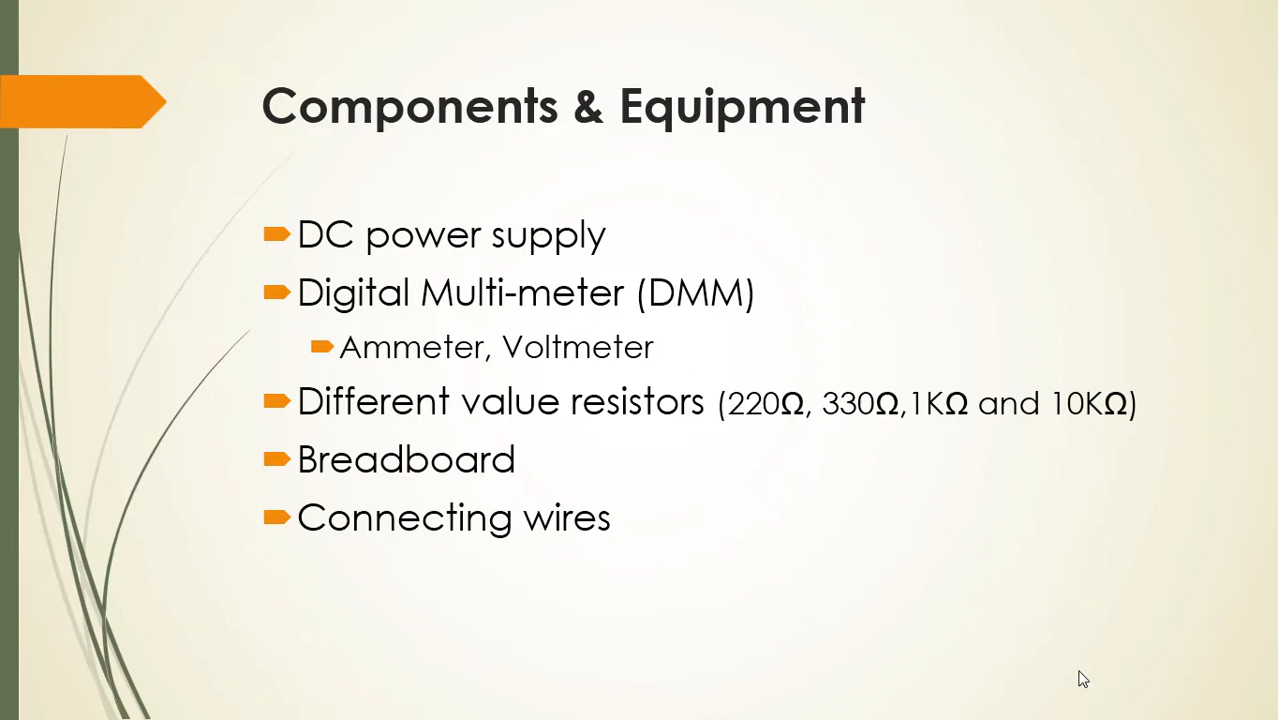 Components & Equipment
DC power supply
Digital Multi-meter (DMM)
Ammeter, Voltmeter
Different value resistors (220Ω, 330Ω,1KΩ and 10KΩ)
Breadboard
Connecting wires